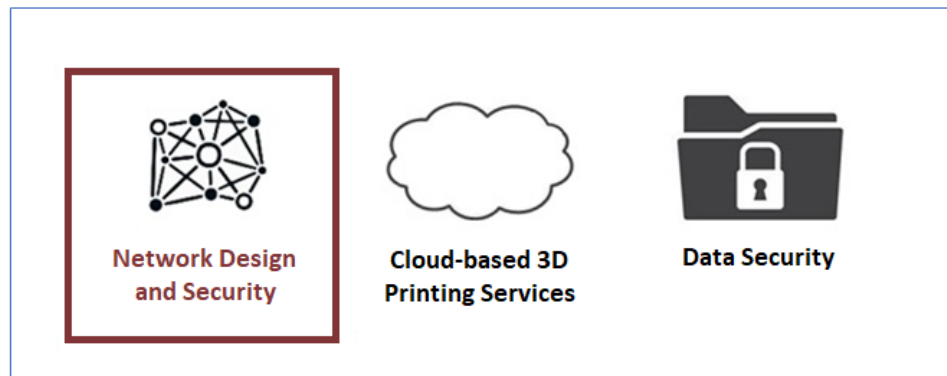 Network Design
and Security
Cloud-based 3D
Printing Services
Data Security